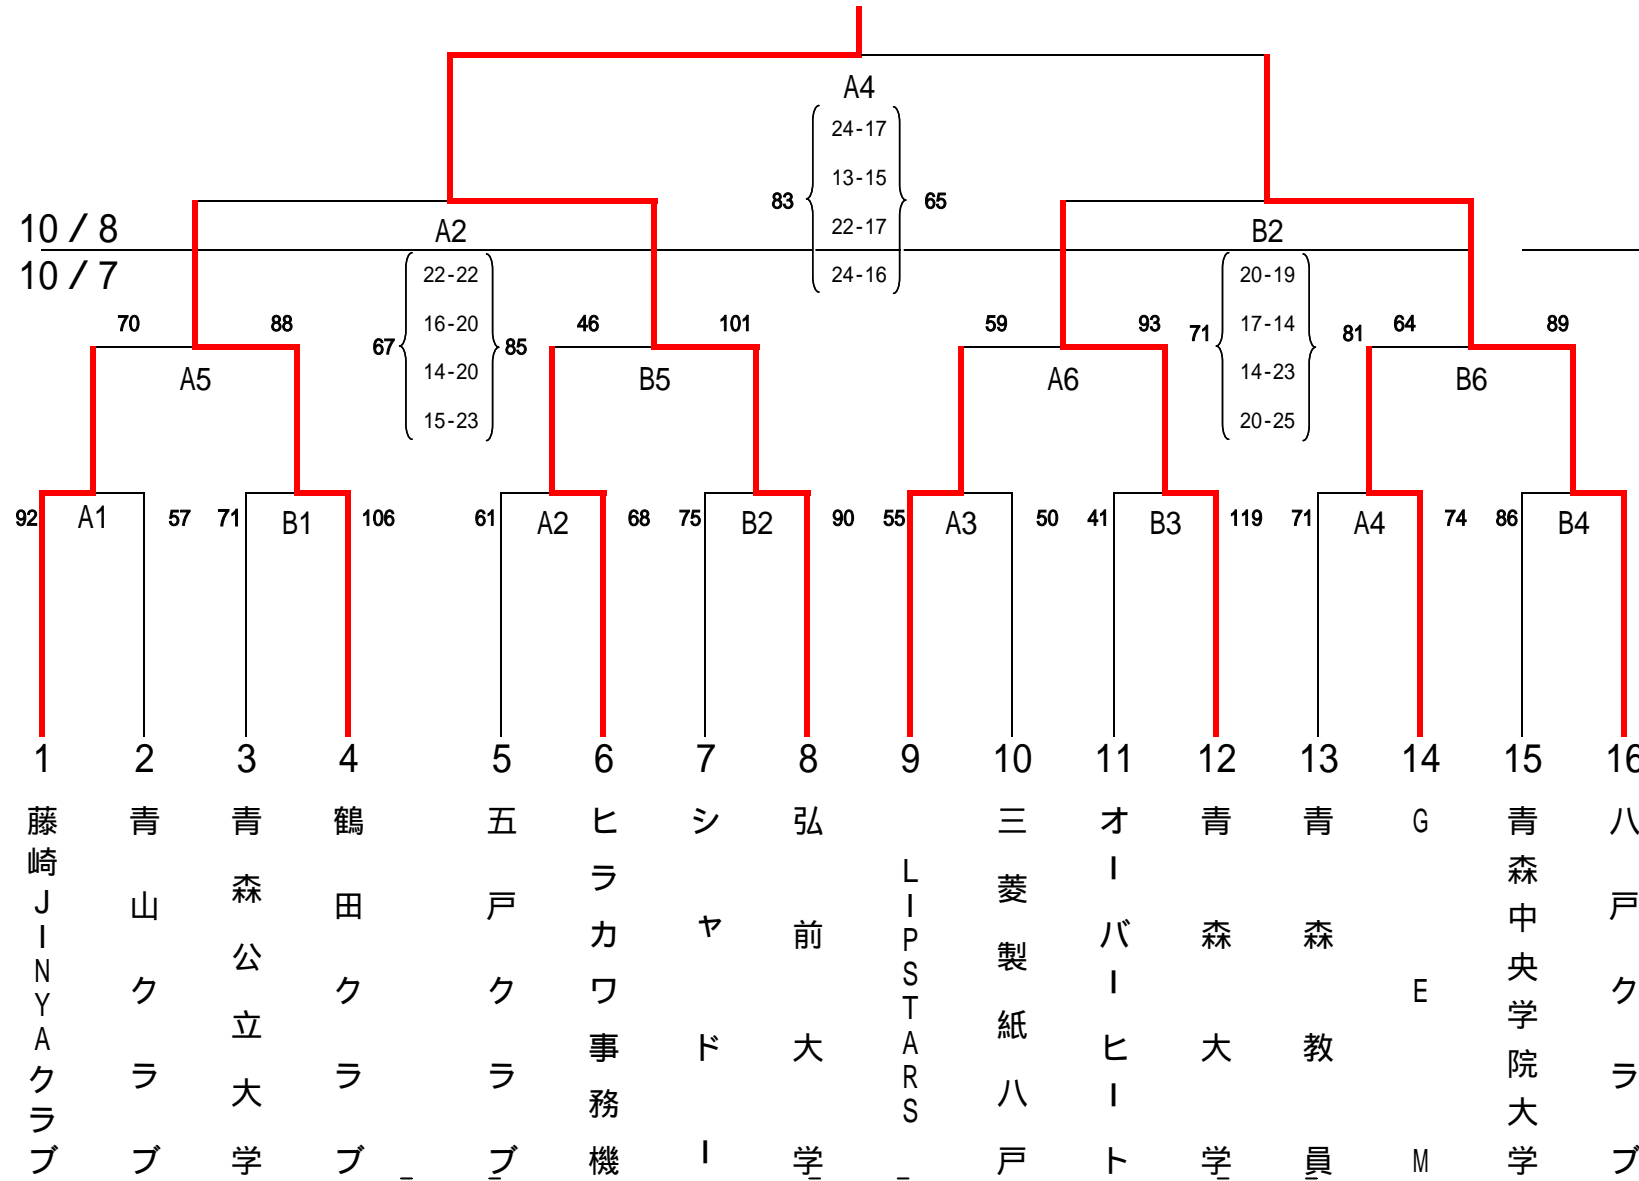 A4
24-17
13-15
83
65
22-17
24-16
10 / 8
A2
B2
10 / 7
22-22
16-20
67
85
14-20
15-23
20-19
17-14
71
81
14-23
20-25
70
88
46
101
59
93
64
89
A5
B5
A6
B6
92
A1
57
71
B1
106
61
A2
68
75
B2
90
55
A3
50
41
B3
119
71
A4
74
86
B4
1
2
3
4
5
6
7
8
9
10
11
12
13
14
15
16
藤崎JINYAクラブ
青山クラブ
青森公立大学
鶴田クラブ
五戸クラブ
ヒラカワ事務機
シャドー
弘前大学
LIPSTARS
三菱製紙八戸
オーバーヒート
青森大学
青森教員
GEM
青森中央学院大学
八戸クラブ